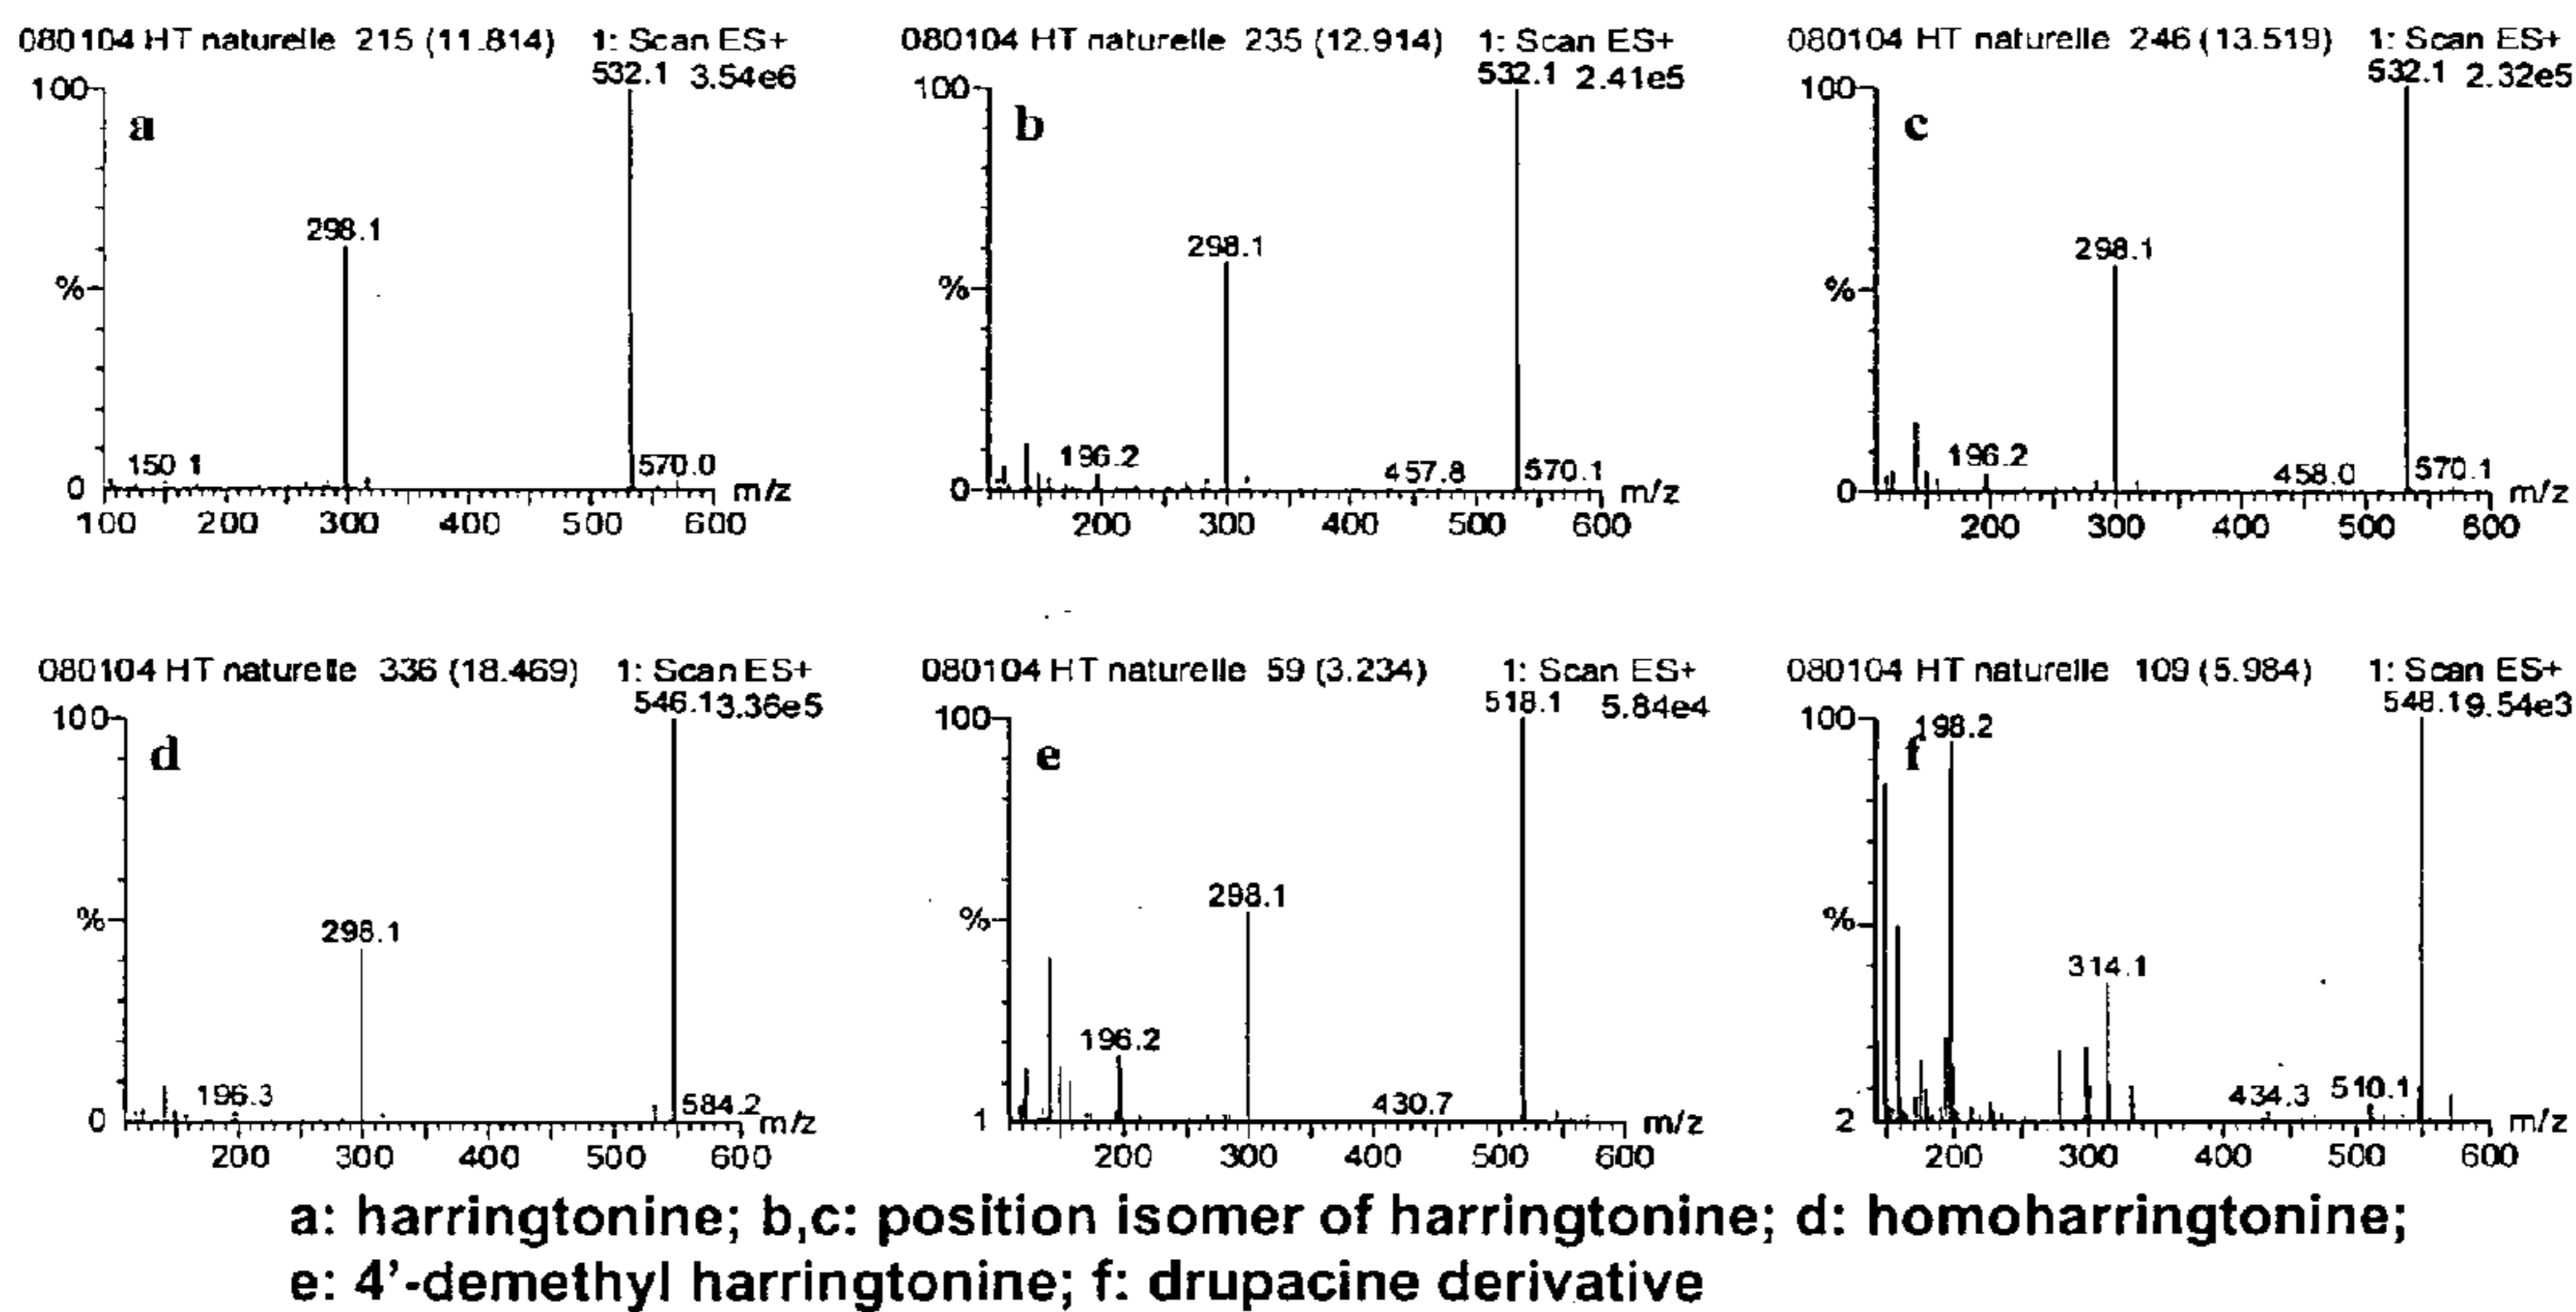 080104 HT naturelle 215 (11.814) 1: Scan ES+
532.1 3.54e6
100
a
298.1
%
150.1
570.0
0
m/z
100 200 300 400 500 600
080104 HT naturelle 235 (12.914) 1: Scan ES+
532.1 2.41e5
100
b
298.1
%
196.2
457.8
570.1
0
m/z
200 300 400 500 600
080104 HT naturelle 246 (13.519) 1: Scan ES+
532.1 2.32e5
100
c
298.1
%
196.2
458.0
570.1
0
m/z
200 300 400 500 600
080104 HT naturelle 336 (18.469) 1: Scan ES+
546.1 3.36e5
100
d
298.1
%
196.3
584.2
0
m/z
200 300 400 500 600
080104 HT naturelle 59 (3.234) 1: Scan ES+
518.1 5.84e4
100
e
298.1
%
196.2
430.7
1
m/z
200 300 400 500 600
080104 HT naturelle 109 (5.984) 1: Scan ES+
548.1 9.54e3
100
198.2
f
%
314.1
434.3
510.1
2
m/z
200 300 400 500 600
a: harringtonine; b,c: position isomer of harringtonine; d: homoharringtonine;
e: 4'-demethyl harringtonine; f: drupacine derivative